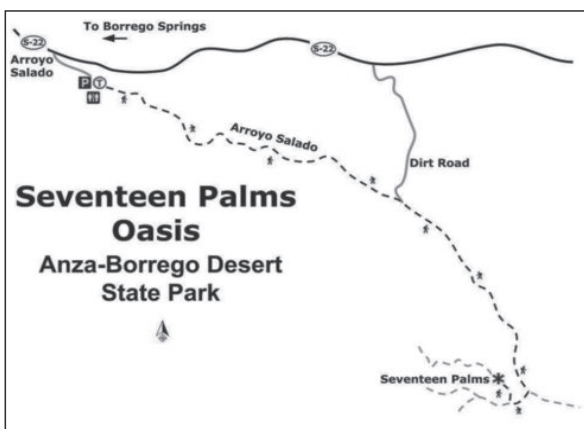 To Borrego Springs
S-22
S-22
Arroyo
Salado
P T
Arroyo Salado
Dirt Road
Seventeen Palms
Oasis
Anza-Borrego Desert
State Park
Seventeen Palms